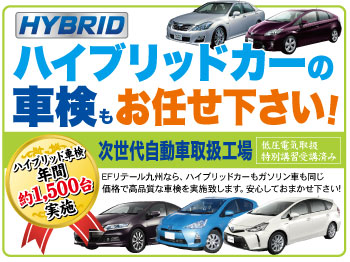 HYBRID
ハイブリッドカーの
車検もお任せ下さい!
ハイブリッド車検
年間
約1,500台
実施
次世代自動車取扱工場
低圧電気取扱
特別講習受講済み
EFリテール九州なら、ハイブリッドカーもガソリン車も同じ
価格で高品質な車検を実施致します。安心しておまかせ下さい!